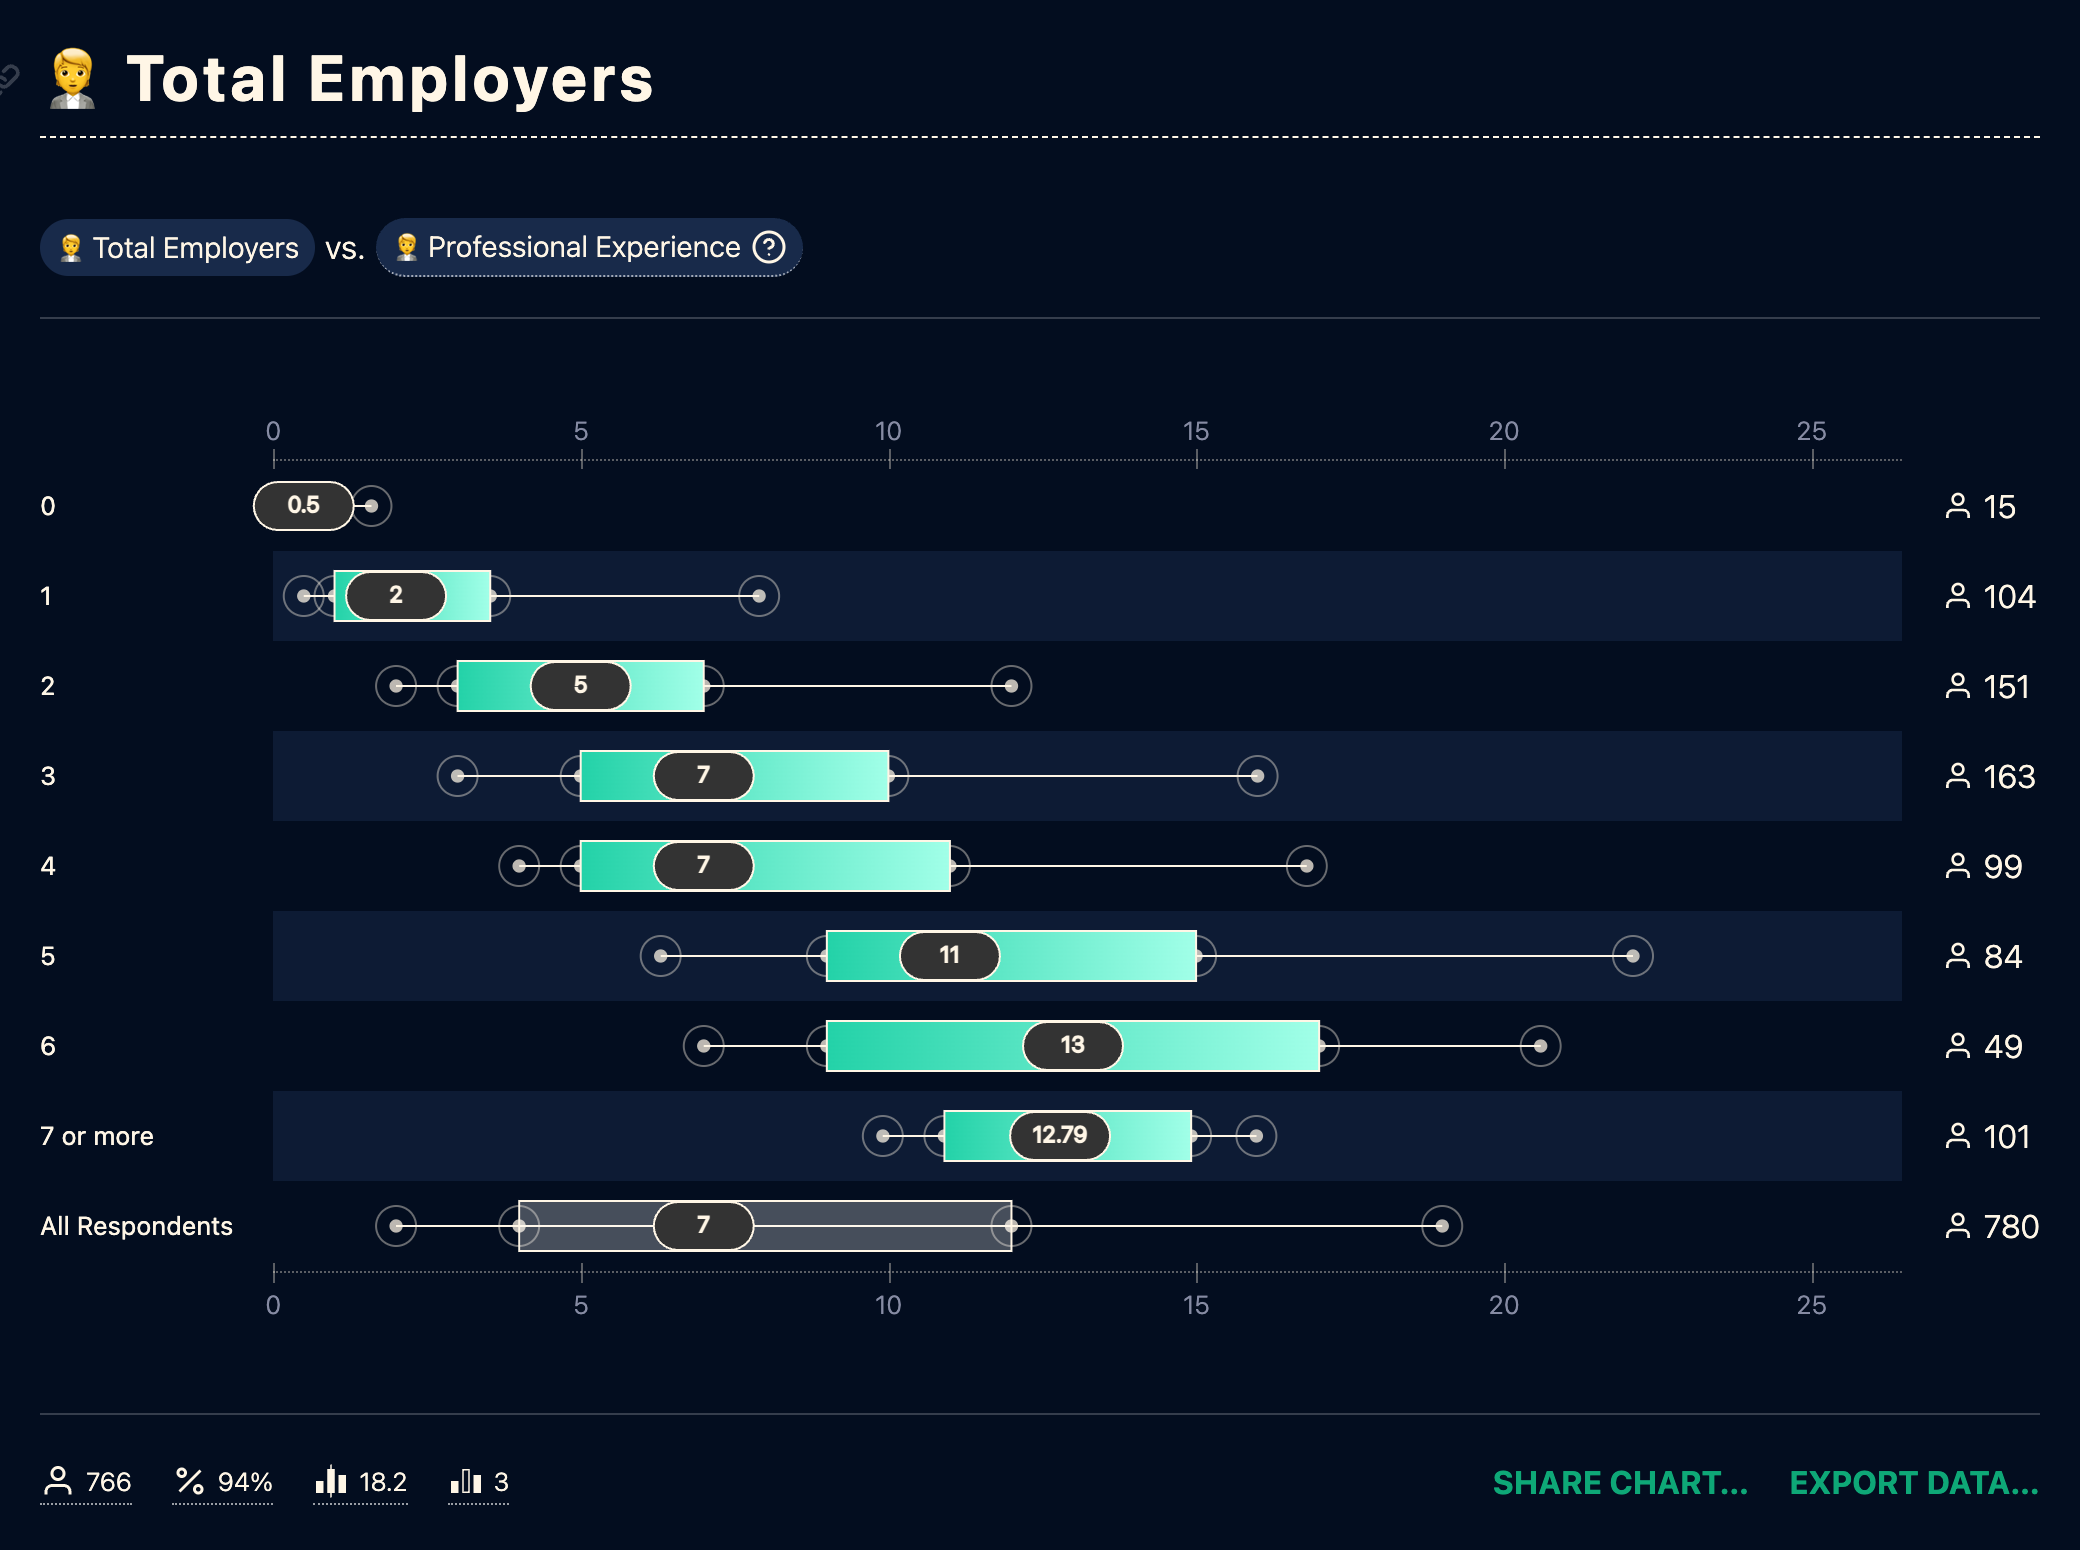 Total Employers
Total Employers vs. Professional Experience ?
0 5 10 15 20 25
0 0.5 15
1 2 104
2 5 151
3 7 163
4 7 99
5 11 84
6 13 49
7 or more 12.79 101
All Respondents 7 780
0 5 10 15 20 25
766 % 94% 18.2 3 SHARE CHART... EXPORT DATA...